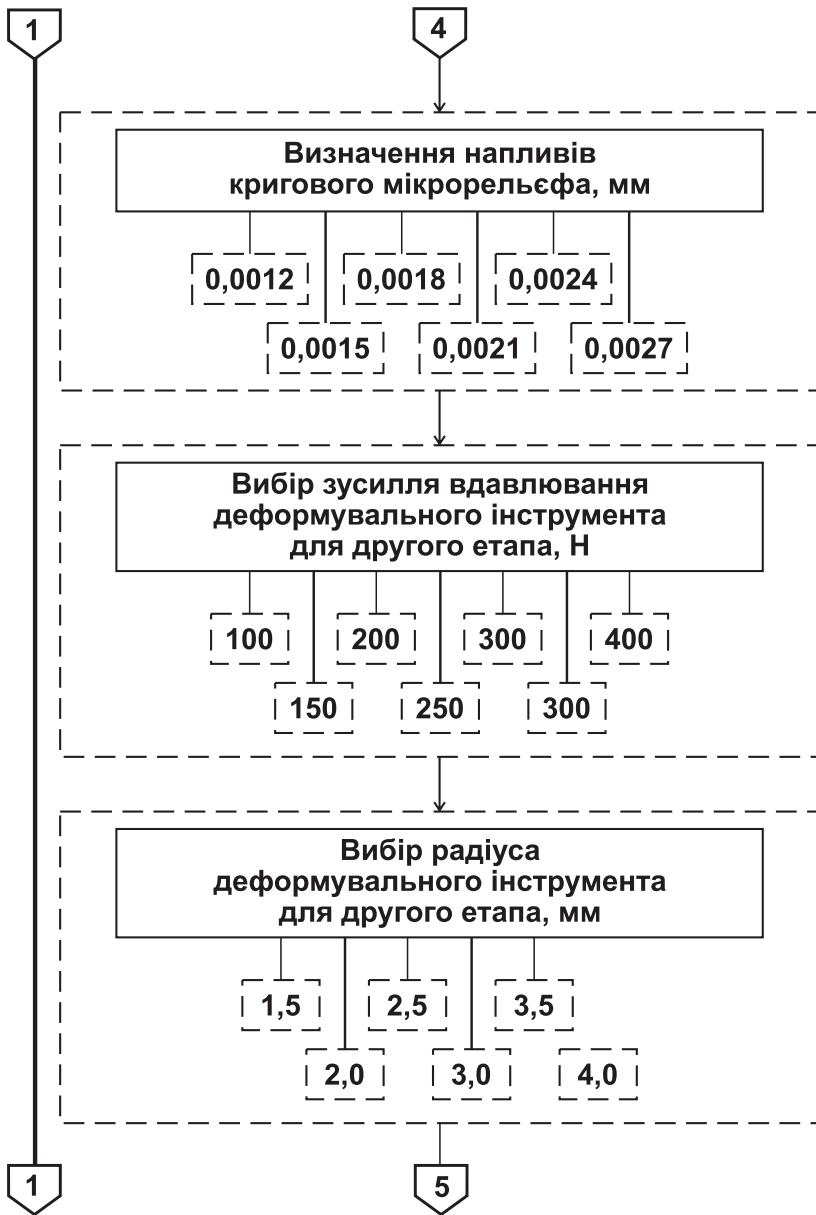 1
4
Визначення напливів
кригового мікрорельєфа, мм
0,0012
0,0018
0,0024
0,0015
0,0021
0,0027
Вибір зусилля вдавлювання
деформувального інструмента
для другого етапа, Н
100
200
300
400
150
250
300
Вибір радіуса
деформувального інструмента
для другого етапа, мм
1,5
2,5
3,5
2,0
3,0
4,0
1
5